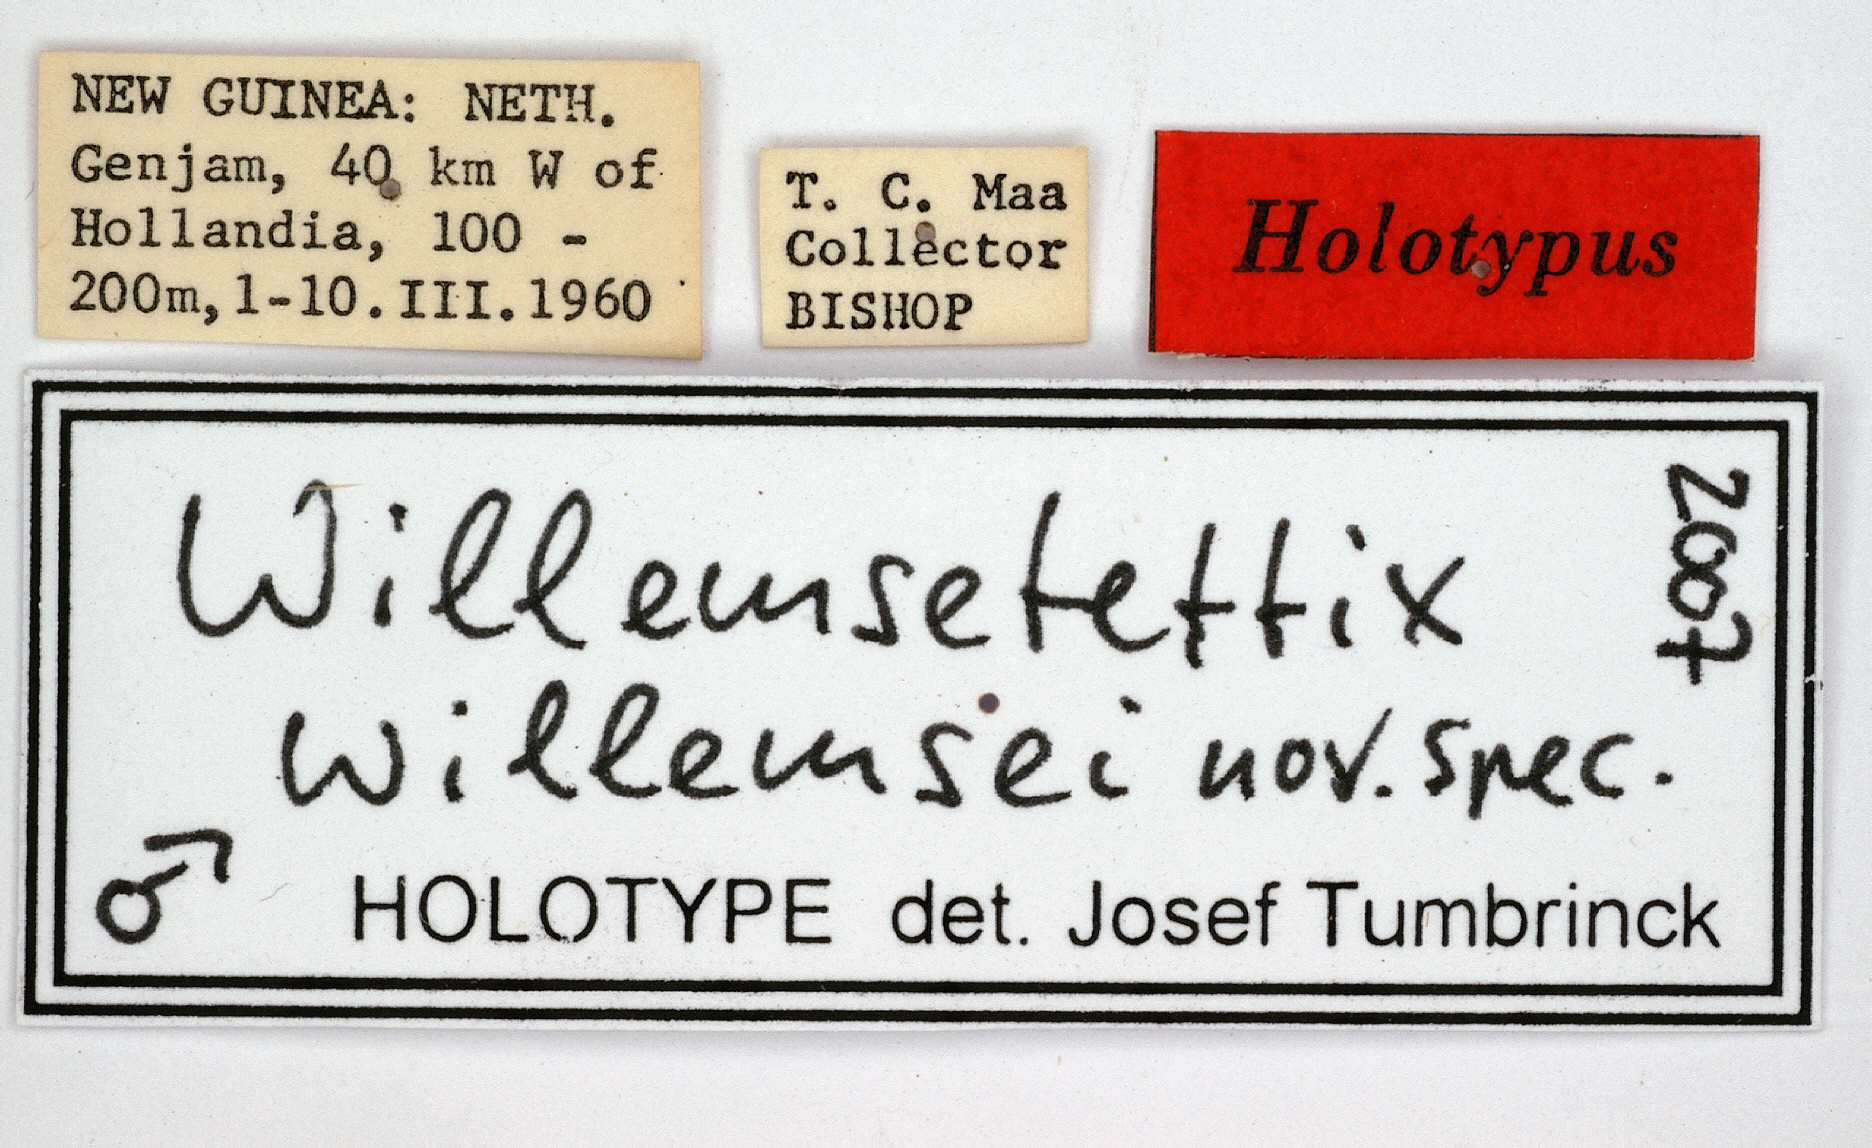 NEW GUINEA: NETH.
Genjam, 40 km W of
Hollandia, 100 -
200m, 1-10.III.1960
T. C. Maa
Collector
BISHOP
Holotypus
Willemsetettix
willemsei nov. spec.
2007
♂ HOLOTYPE det. Josef Tumbrinck